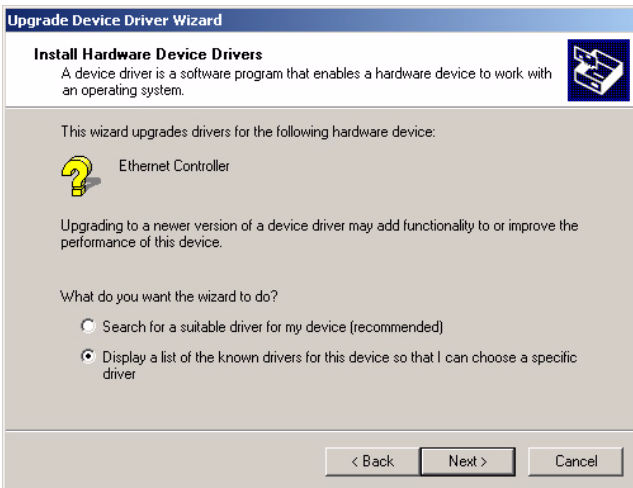 Upgrade Device Driver Wizard
Install Hardware Device Drivers
A device driver is a software program that enables a hardware device to work with
an operating system.
This wizard upgrades drivers for the following hardware device:
Ethernet Controller
Upgrading to a newer version of a device driver may add functionality to or improve the
performance of this device.
What do you want the wizard to do?
Search for a suitable driver for my device (recommended)
Display a list of the known drivers for this device so that I can choose a specific
driver
< Back
Next >
Cancel